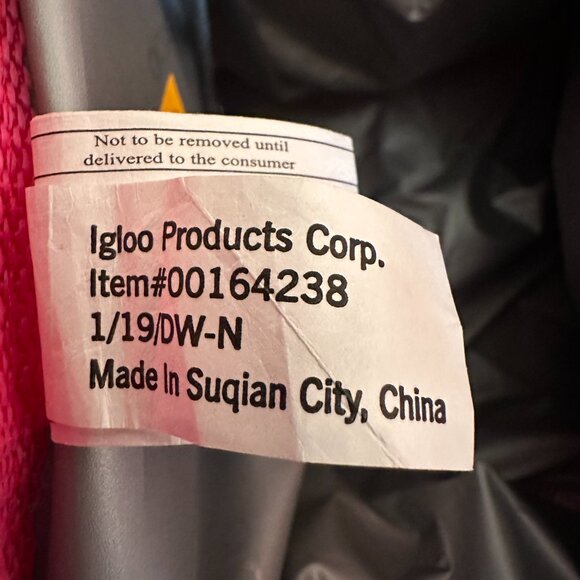 Not to be removed until
delivered to the consumer
Igloo Products Corp.
Item#00164238
1/19/DW-N
Made In Suqian City, China